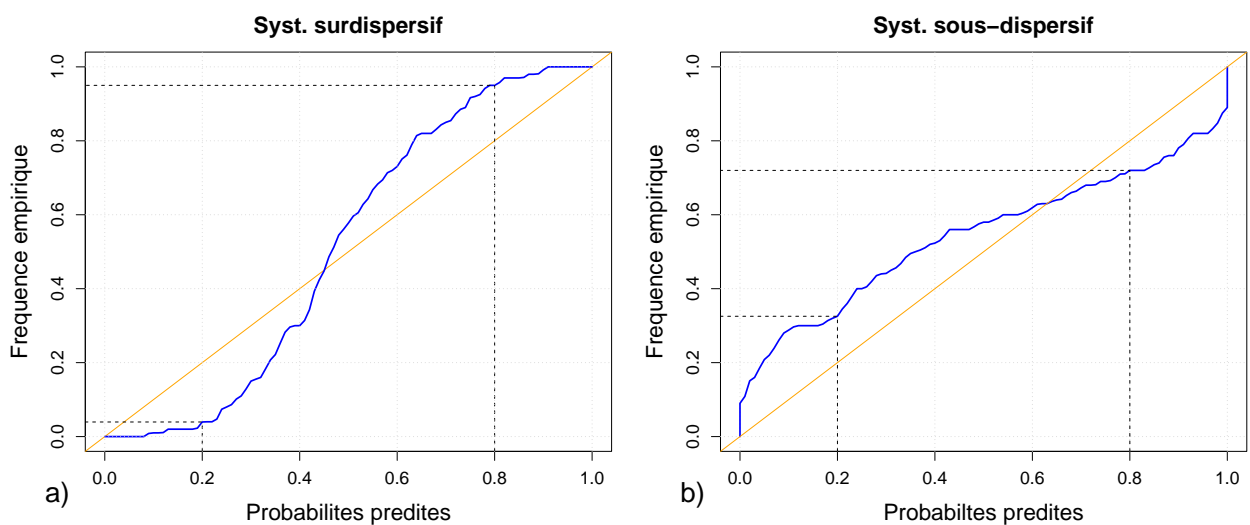 Syst. surdispersif
Frequence empirique
1.0
0.8
0.6
0.4
0.2
0.0
0.0 0.2 0.4 0.6 0.8 1.0
a)
Probabilites predites
Syst. sous−dispersif
Frequence empirique
1.0
0.8
0.6
0.4
0.2
0.0
0.0 0.2 0.4 0.6 0.8 1.0
b)
Probabiltes predites